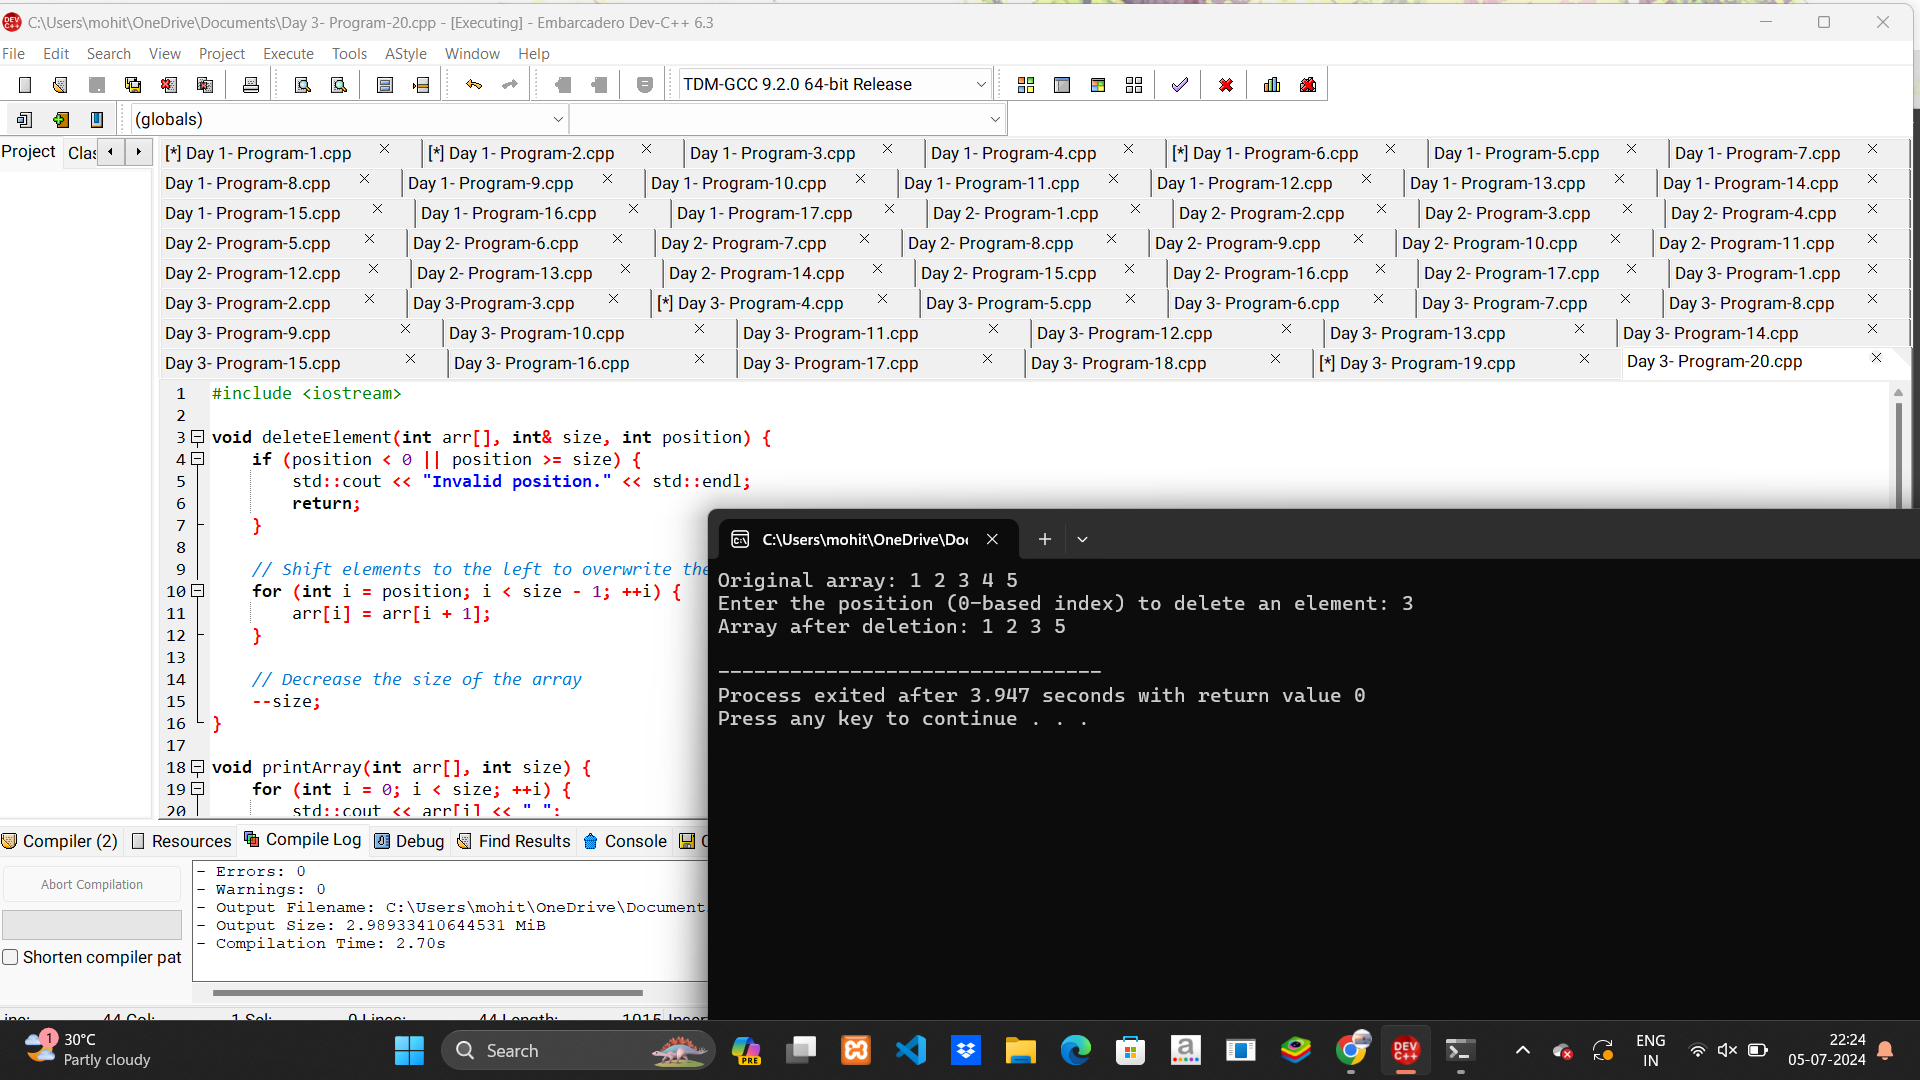 C:\Users\mohit\OneDrive\Documents\Day 3- Program-20.cpp - [Executing] - Embarcadero Dev-C++ 6.3
File Edit Search View Project Execute Tools AStyle Window Help
TDM-GCC 9.2.0 64-bit Release
(globals)
Project Clas
[*] Day 1- Program-1.cpp [*] Day 1- Program-2.cpp Day 1- Program-3.cpp Day 1- Program-4.cpp [*] Day 1- Program-6.cpp Day 1- Program-5.cpp Day 1- Program-7.cpp
Day 1- Program-8.cpp Day 1- Program-9.cpp Day 1- Program-10.cpp Day 1- Program-11.cpp Day 1- Program-12.cpp Day 1- Program-13.cpp Day 1- Program-14.cpp
Day 1- Program-15.cpp Day 1- Program-16.cpp Day 1- Program-17.cpp Day 2- Program-1.cpp Day 2- Program-2.cpp Day 2- Program-3.cpp Day 2- Program-4.cpp
Day 2- Program-5.cpp Day 2- Program-6.cpp Day 2- Program-7.cpp Day 2- Program-8.cpp Day 2- Program-9.cpp Day 2- Program-10.cpp Day 2- Program-11.cpp
Day 2- Program-12.cpp Day 2- Program-13.cpp Day 2- Program-14.cpp Day 2- Program-15.cpp Day 2- Program-16.cpp Day 2- Program-17.cpp Day 3- Program-1.cpp
Day 3- Program-2.cpp Day 3-Program-3.cpp [*] Day 3- Program-4.cpp Day 3- Program-5.cpp Day 3- Program-6.cpp Day 3- Program-7.cpp Day 3- Program-8.cpp
Day 3- Program-9.cpp Day 3- Program-10.cpp Day 3- Program-11.cpp Day 3- Program-12.cpp Day 3- Program-13.cpp Day 3- Program-14.cpp
Day 3- Program-15.cpp Day 3- Program-16.cpp Day 3- Program-17.cpp Day 3- Program-18.cpp [*] Day 3- Program-19.cpp Day 3- Program-20.cpp
1 #include <iostream>
2
3 void deleteElement(int arr[], int& size, int position) {
4 if (position < 0 || position >= size) {
5 std::cout << "Invalid position." << std::endl;
6 return;
7 }
8
9 // Shift elements to the left to overwrite the
10 for (int i = position; i < size - 1; ++i) {
11 arr[i] = arr[i + 1];
12 }
13
14 // Decrease the size of the array
15 --size;
16 }
17
18 void printArray(int arr[], int size) {
19 for (int i = 0; i < size; ++i) {
20 std::cout << arr[i] << " ";
C:\Users\mohit\OneDrive\Doc
Original array: 1 2 3 4 5
Enter the position (0-based index) to delete an element: 3
Array after deletion: 1 2 3 5
--------------------------------
Process exited after 3.947 seconds with return value 0
Press any key to continue . . .
Compiler (2) Resources Compile Log Debug Find Results Console
Abort Compilation
Shorten compiler pat
- Errors: 0
- Warnings: 0
- Output Filename: C:\Users\mohit\OneDrive\Document
- Output Size: 2.98933410644531 MiB
- Compilation Time: 2.70s
44 Col: 1 Sel: 0 Lines: 44 Length: 1015 Inser
1
30°C
Partly cloudy
Search
PRE
DEV C++
ENG
IN
22:24
05-07-2024